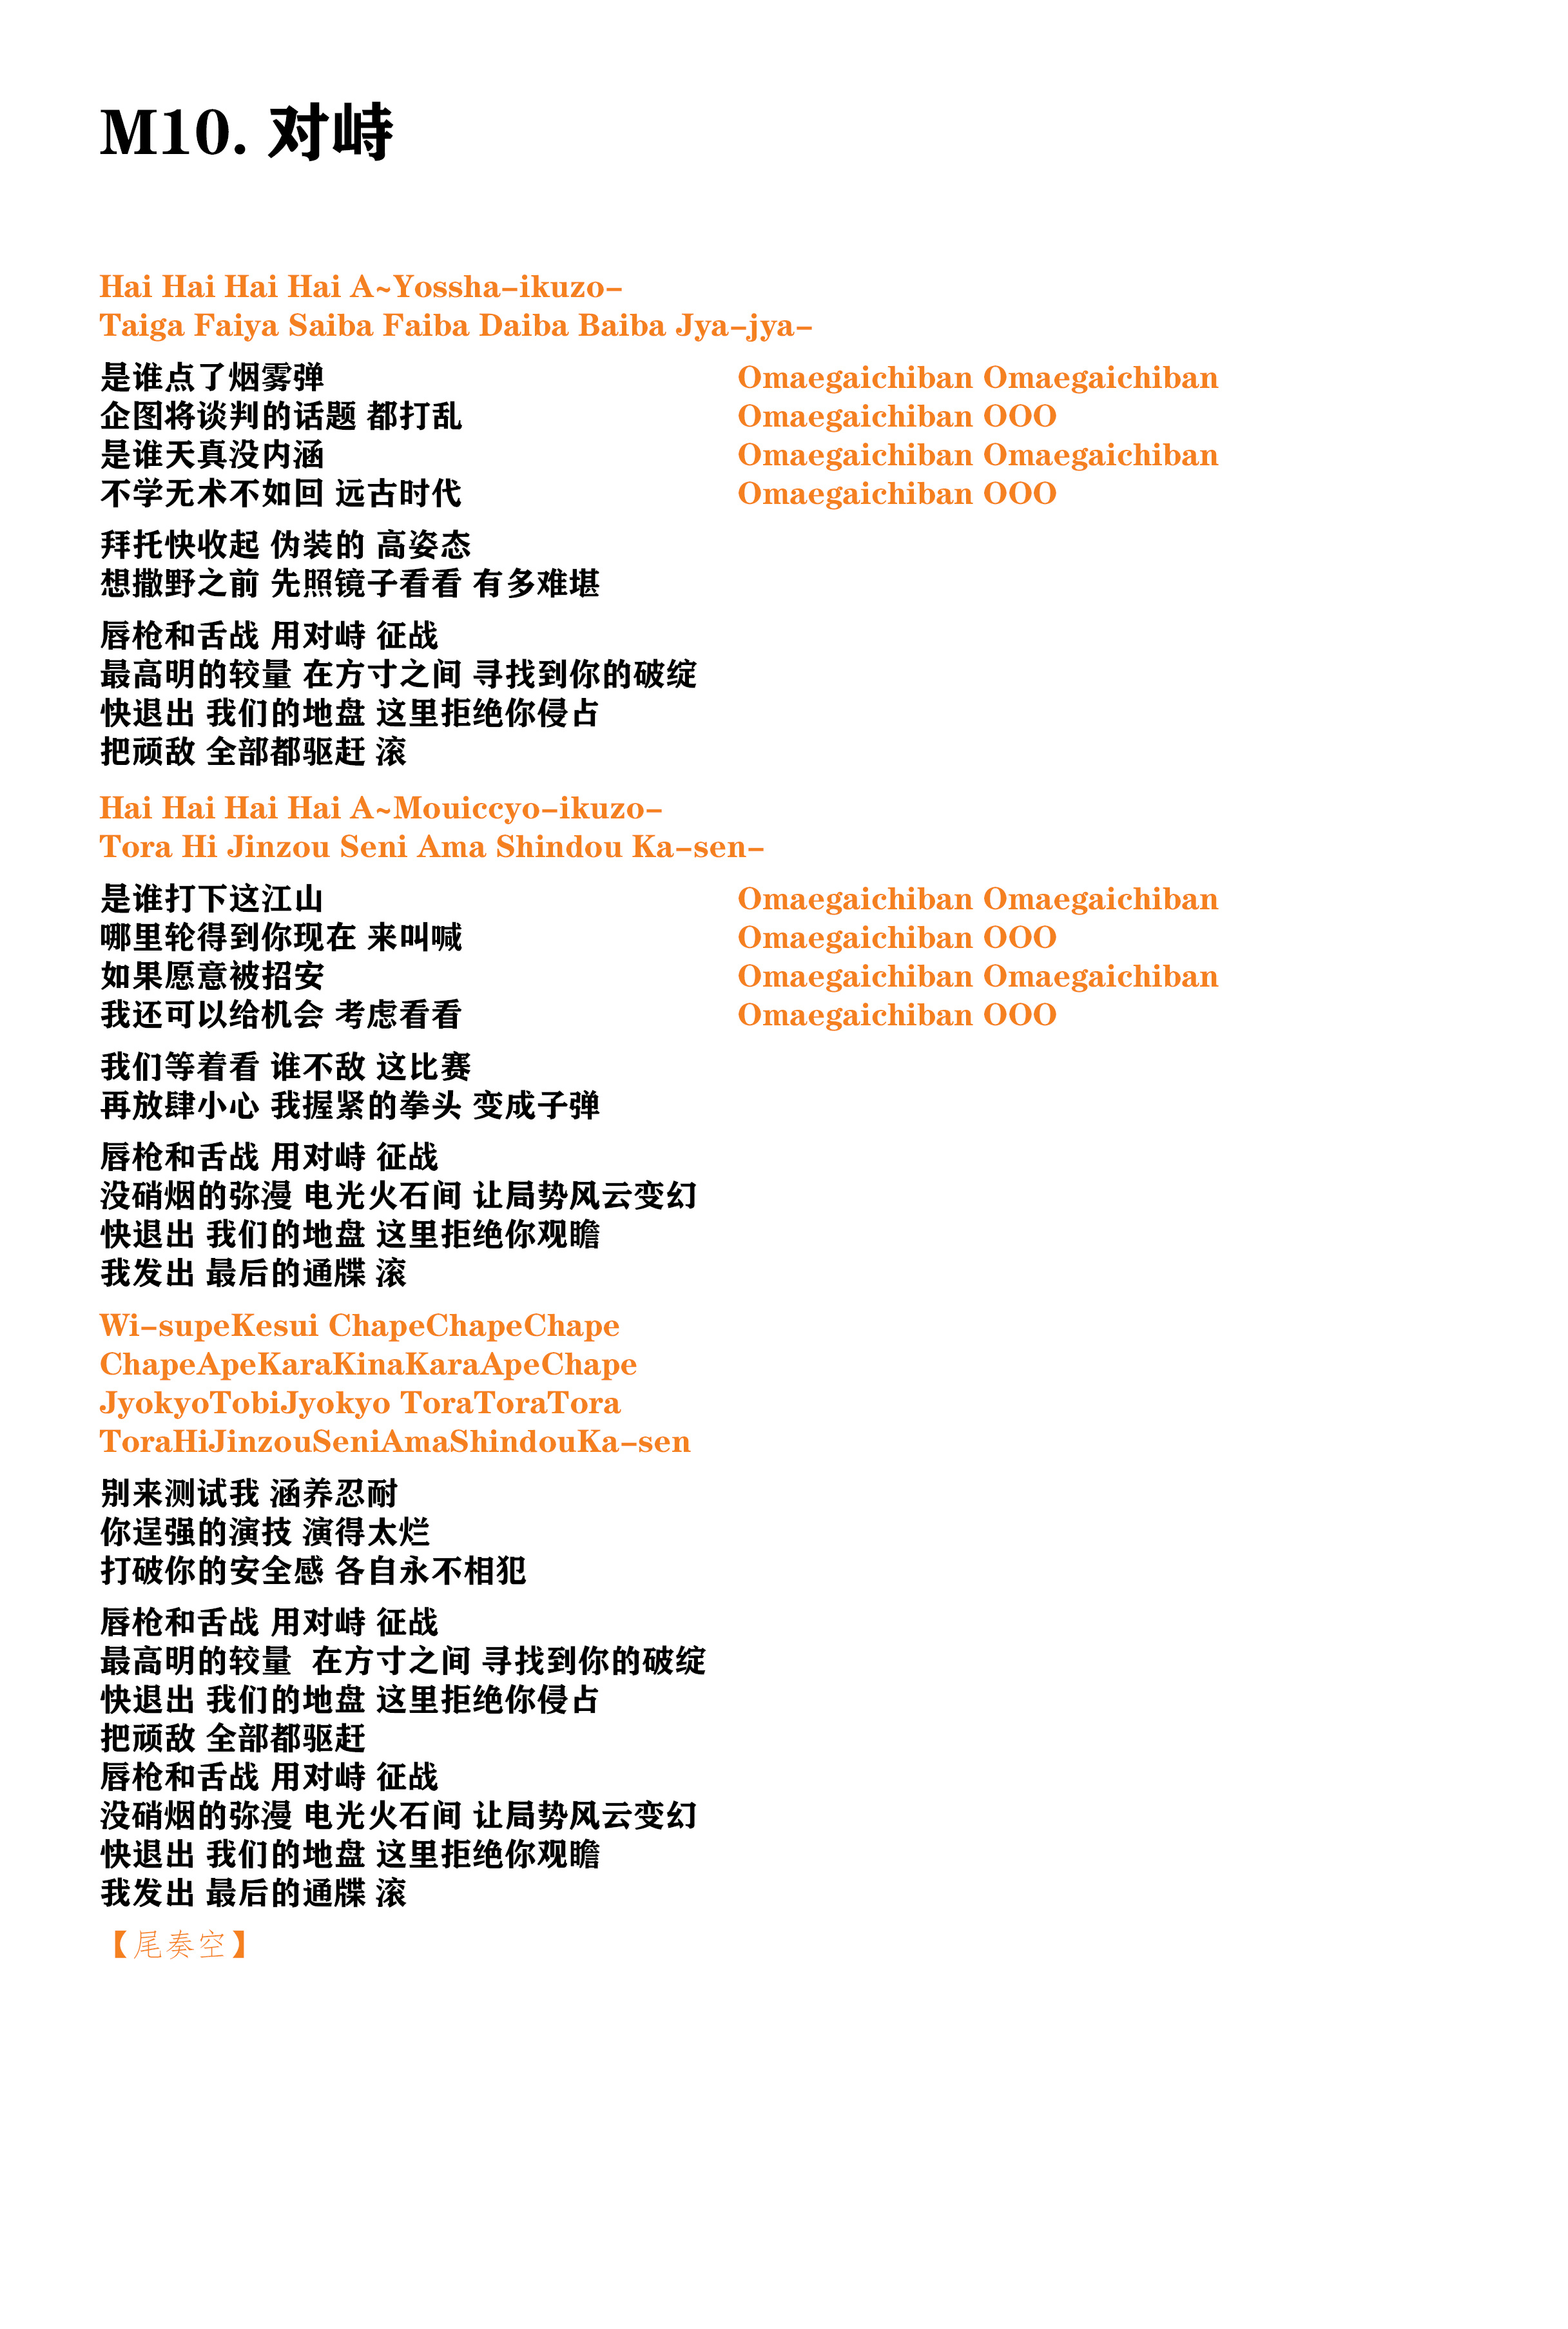 M10. 对峙
Hai Hai Hai Hai A~Yossha-ikuzo-
Taiga Faiya Saiba Faiba Daiba Baiba Jya-jya-
是谁点了烟雾弹 Omaegaichiban Omaegaichiban
企图将谈判的话题 都打乱 Omaegaichiban OOO
是谁天真没内涵 Omaegaichiban Omaegaichiban
不学无术不如回 远古时代 Omaegaichiban OOO
拜托快收起 伪装的 高姿态
想撒野之前 先照镜子看看 有多难堪
唇枪和舌战 用对峙 征战
最高明的较量 在方寸之间 寻找到你的破绽
快退出 我们的地盘 这里拒绝你侵占
把顽敌 全部都驱赶 滚
Hai Hai Hai Hai A~Mouiccyo-ikuzo-
Tora Hi Jinzou Seni Ama Shindou Ka-sen-
是谁打下这江山 Omaegaichiban Omaegaichiban
哪里轮得到你现在 来叫喊 Omaegaichiban OOO
如果愿意被招安 Omaegaichiban Omaegaichiban
我还可以给机会 考虑看看 Omaegaichiban OOO
我们等着看 谁不敌 这比赛
再放肆小心 我握紧的拳头 变成子弹
唇枪和舌战 用对峙 征战
没硝烟的弥漫 电光火石间 让局势风云变幻
快退出 我们的地盘 这里拒绝你观瞻
我发出 最后的通牒 滚
Wi-supeKesui ChapeChapeChape
ChapeApeKaraKinaKaraApeChape
JyokyoTobiJyokyo ToraToraTora
ToraHiJinzouSeniAmaShindouKa-sen
别来测试我 涵养忍耐
你逞强的演技 演得太烂
打破你的安全感 各自永不相犯
唇枪和舌战 用对峙 征战
最高明的较量  在方寸之间 寻找到你的破绽
快退出 我们的地盘 这里拒绝你侵占
把顽敌 全部都驱赶
唇枪和舌战 用对峙 征战
没硝烟的弥漫 电光火石间 让局势风云变幻
快退出 我们的地盘 这里拒绝你观瞻
我发出 最后的通牒 滚
【尾奏空】